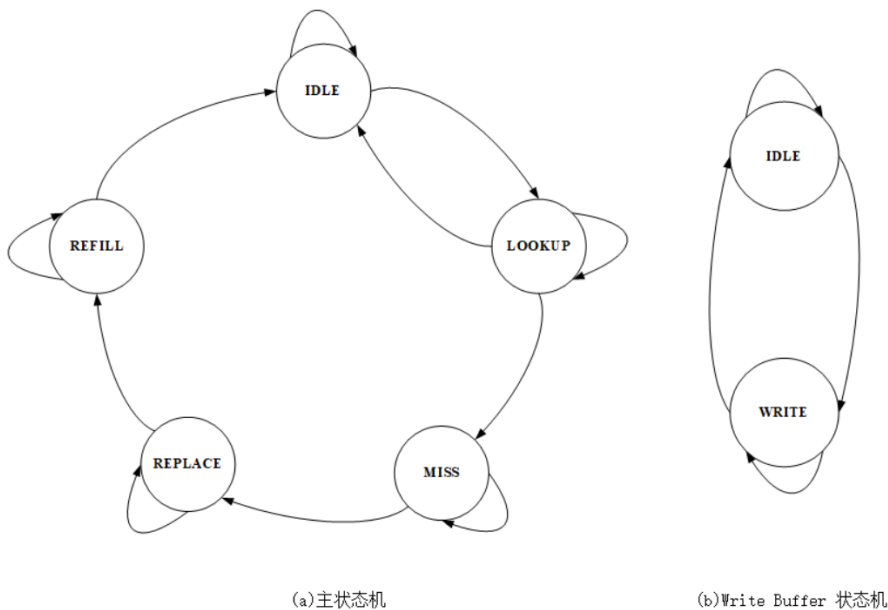 IDLE
IDLE
REFILL
LOOKUP
REPLACE
MISS
WRITE
(a)主状态机
(b)Write Buffer 状态机